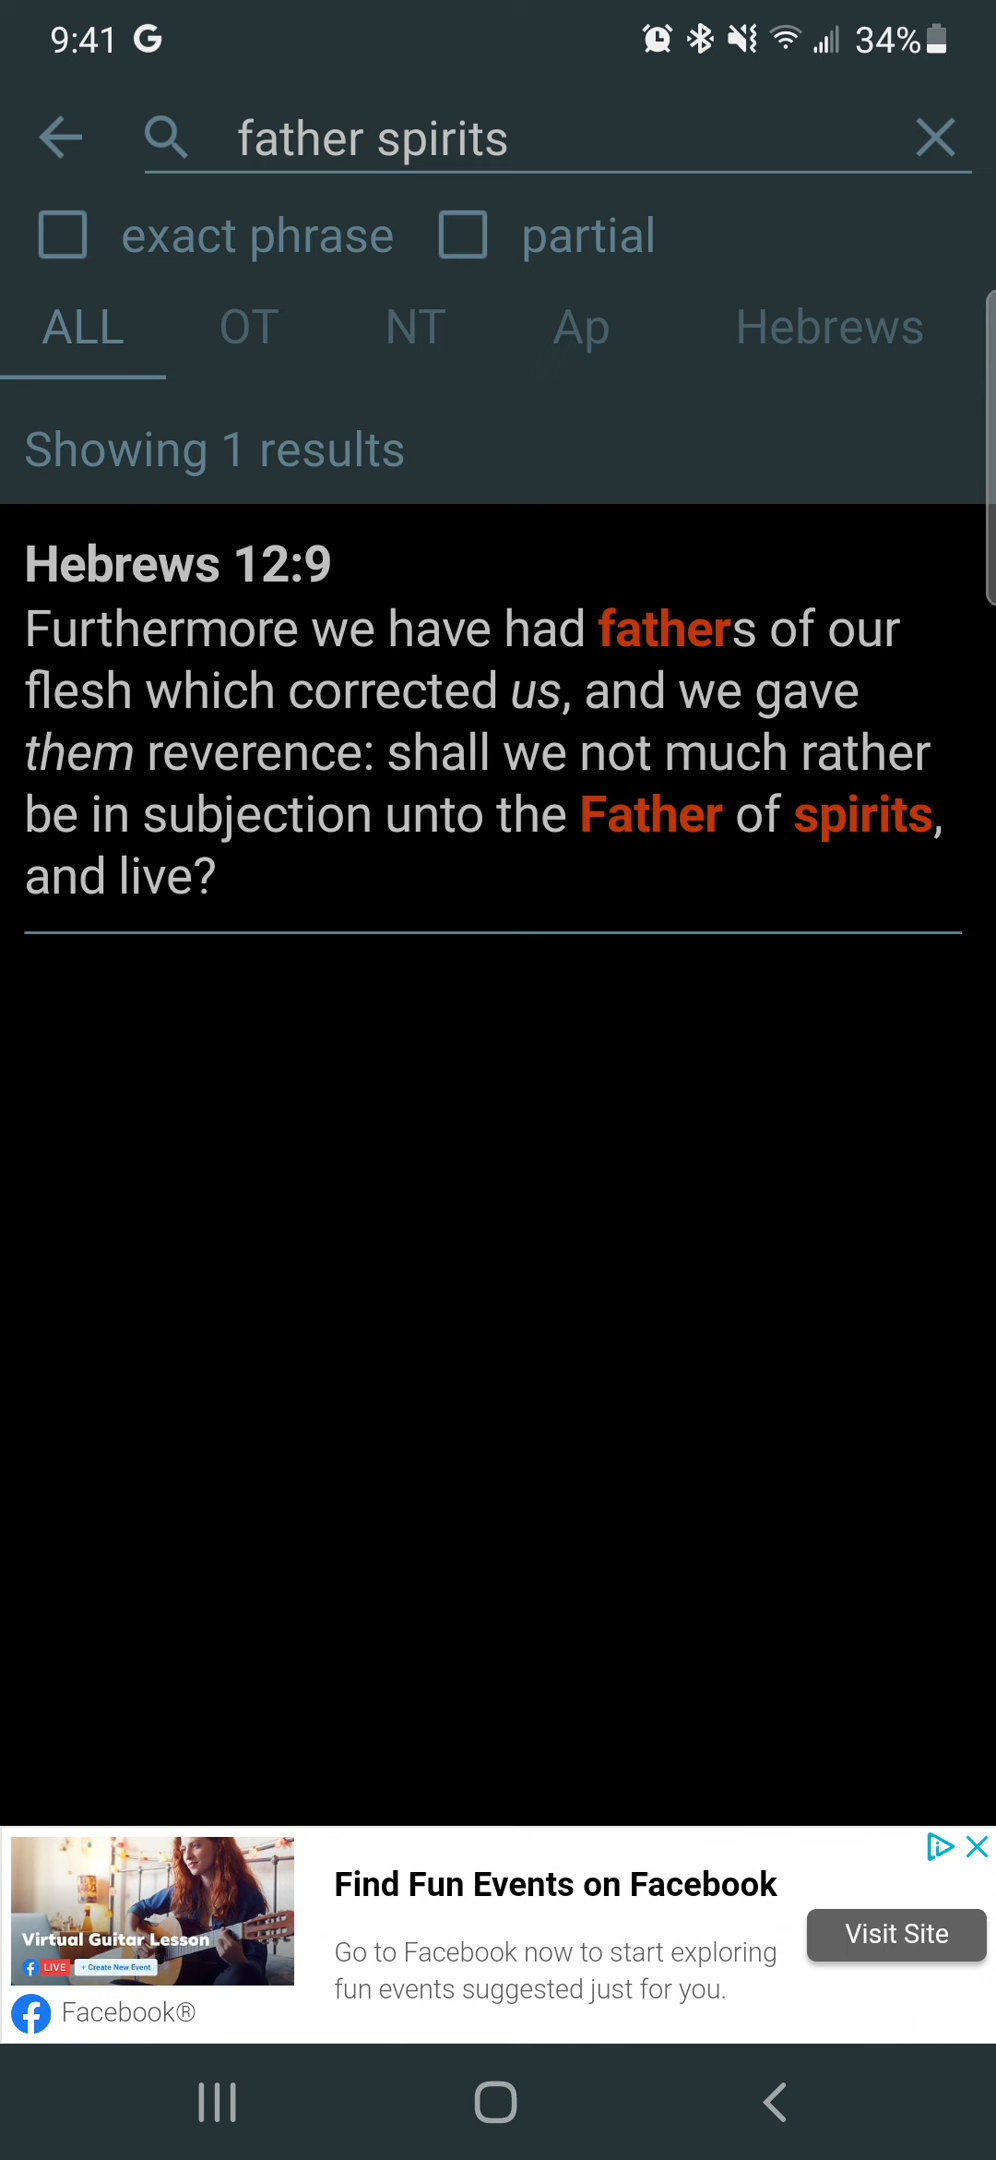 9:41 G 34%
father spirits
exact phrase partial
ALL OT NT Ap Hebrews
Showing 1 results
Hebrews 12:9
Furthermore we have had fathers of our
flesh which corrected us, and we gave
them reverence: shall we not much rather
be in subjection unto the Father of spirits,
and live?
Find Fun Events on Facebook
Go to Facebook now to start exploring
fun events suggested just for you.
Visit Site
Virtual Guitar Lesson
LIVE + Create New Event
Facebook®